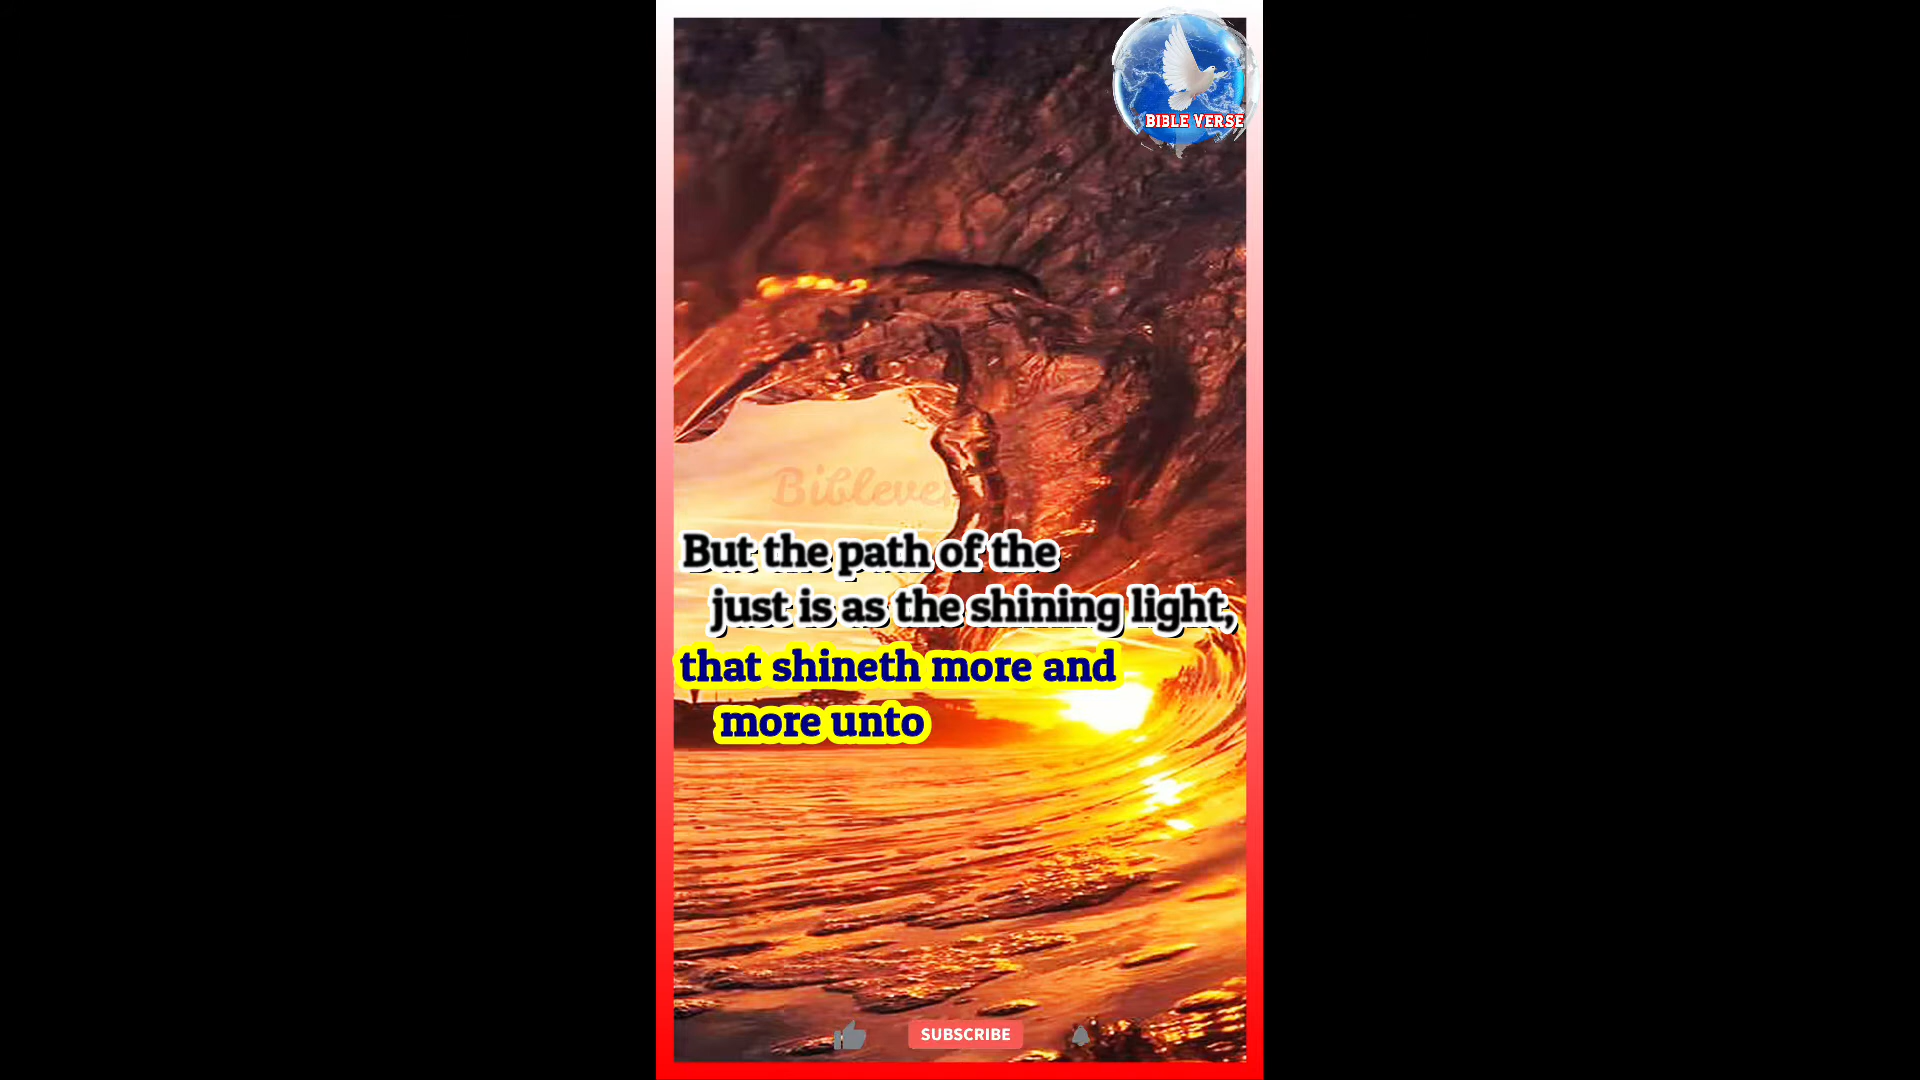 BIBLE VERSE
But the path of the
just is as the shining light,
that shineth more and
more unto
SUBSCRIBE